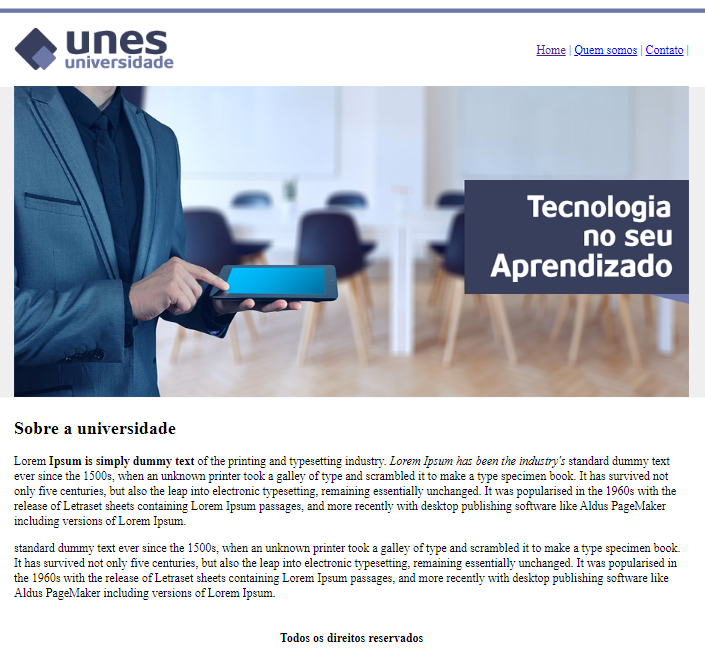 unes
universidade
Home | Quem somos | Contato |
Tecnologia
no seu
Aprendizado
Sobre a universidade
Lorem Ipsum is simply dummy text of the printing and typesetting industry. Lorem Ipsum has been the industry's standard dummy text
ever since the 1500s, when an unknown printer took a galley of type and scrambled it to make a type specimen book. It has survived not
only five centuries, but also the leap into electronic typesetting, remaining essentially unchanged. It was popularised in the 1960s with the
release of Letraset sheets containing Lorem Ipsum passages, and more recently with desktop publishing software like Aldus PageMaker
including versions of Lorem Ipsum.
standard dummy text ever since the 1500s, when an unknown printer took a galley of type and scrambled it to make a type specimen book.
It has survived not only five centuries, but also the leap into electronic typesetting, remaining essentially unchanged. It was popularised in
the 1960s with the release of Letraset sheets containing Lorem Ipsum passages, and more recently with desktop publishing software like
Aldus PageMaker including versions of Lorem Ipsum.
Todos os direitos reservados